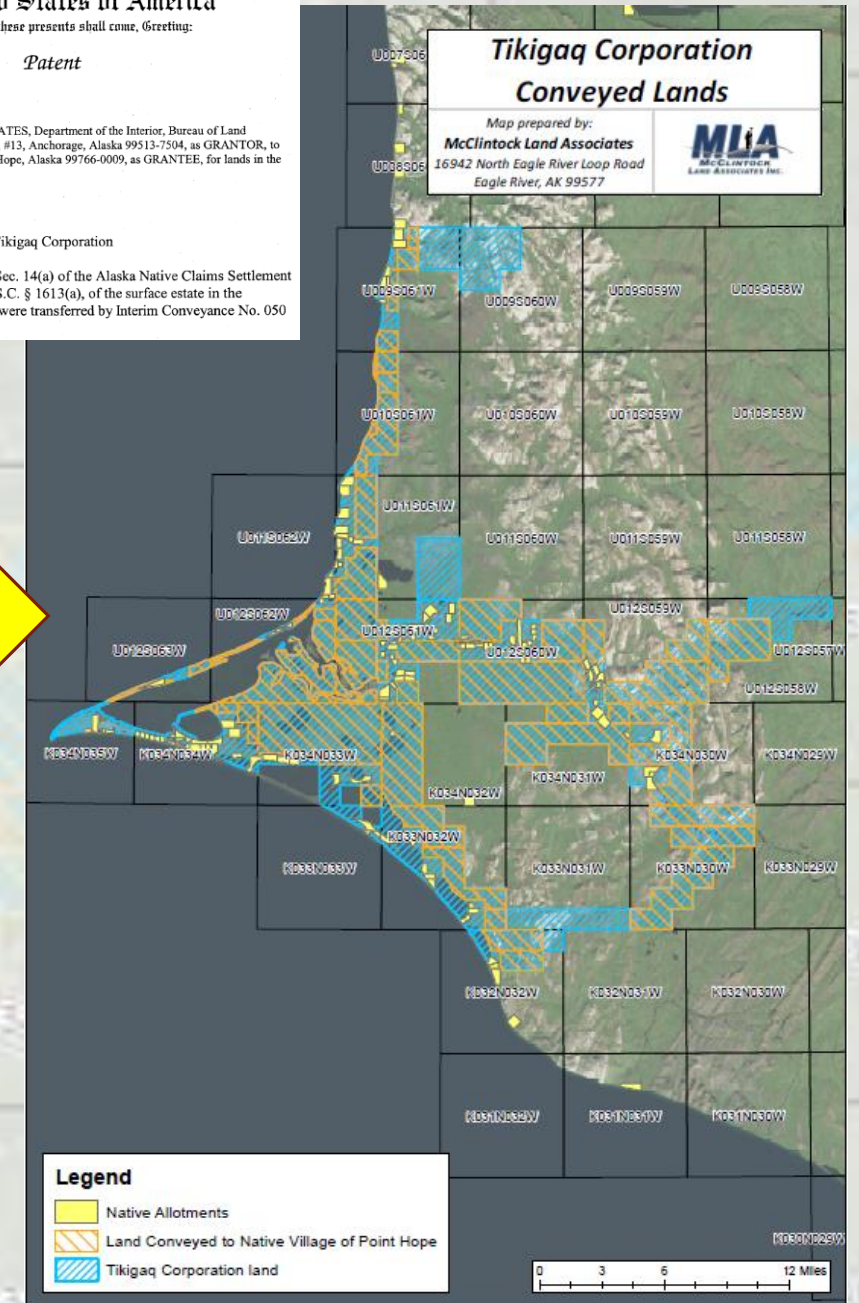 States of America
these presents shall come, Greeting:
Patent
ATES, Department of the Interior, Bureau of Land
#13, Anchorage, Alaska 99513-7504, as GRANTOR, to
Hope, Alaska 99766-0009, as GRANTEE, for lands in the
Tikigaq Corporation
Sec. 14(a) of the Alaska Native Claims Settlement
S.C. § 1613(a), of the surface estate in the
were transferred by Interim Conveyance No. 050
Tikigaq Corporation
Conveyed Lands
Map prepared by:
McClintock Land Associates
16942 North Eagle River Loop Road
Eagle River, AK 99577
MLA
McClintock
Land Associates Inc.
U007S06
U008S06
U009S061W
U009S060W
U009S059W
U009S058W
U010S061W
U010S060W
U010S059W
U010S058W
U011S062W
U011S061W
U011S060W
U011S059W
U011S058W
U012S063W
U012S062W
U012S061W
U012S060W
U012S059W
U012S057W
U012S058W
K034N035W
K034N034W
K034N033W
K034N032W
K034N031W
K034N030W
K034N029W
K033N033W
K033N032W
K033N031W
K033N030W
K033N029W
K032N032W
K032N031W
K032N030W
K031N032W
K031N031W
K031N030W
K030N029W
Legend
Native Allotments
Land Conveyed to Native Village of Point Hope
Tikigaq Corporation land
0 3 6 12 Miles